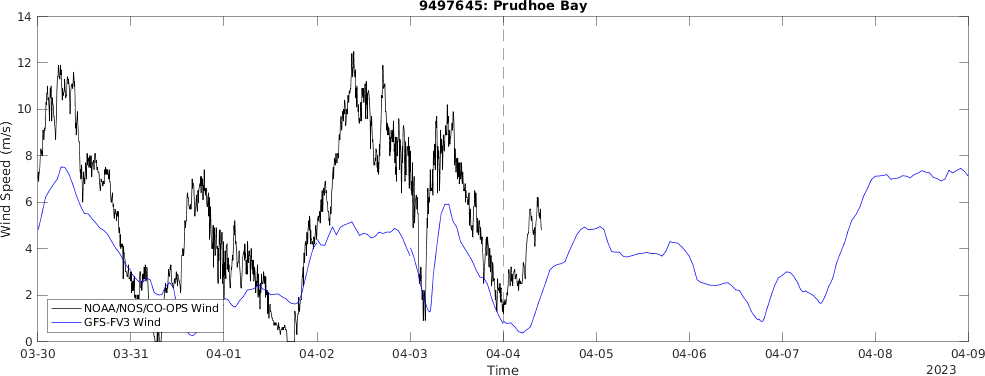 9497645: Prudhoe Bay
Wind Speed (m/s)
14
12
10
8
6
4
2
0
NOAA/NOS/CO-OPS Wind
GFS-FV3 Wind
03-30 03-31 04-01 04-02 04-03 04-04 04-05 04-06 04-07 04-08 04-09
Time
2023